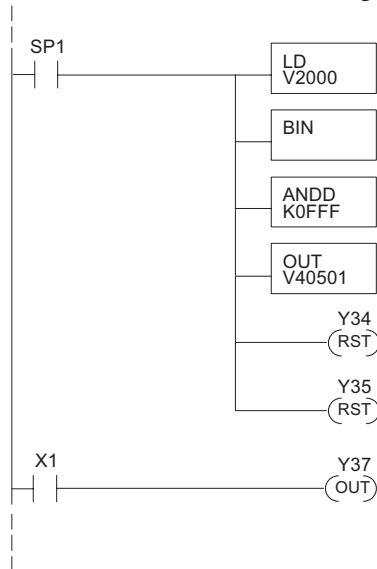 SP1
LD
V2000
BIN
ANDD
K0FFF
OUT
V40501
Y34
RST
Y35
RST
X1
Y37
OUT